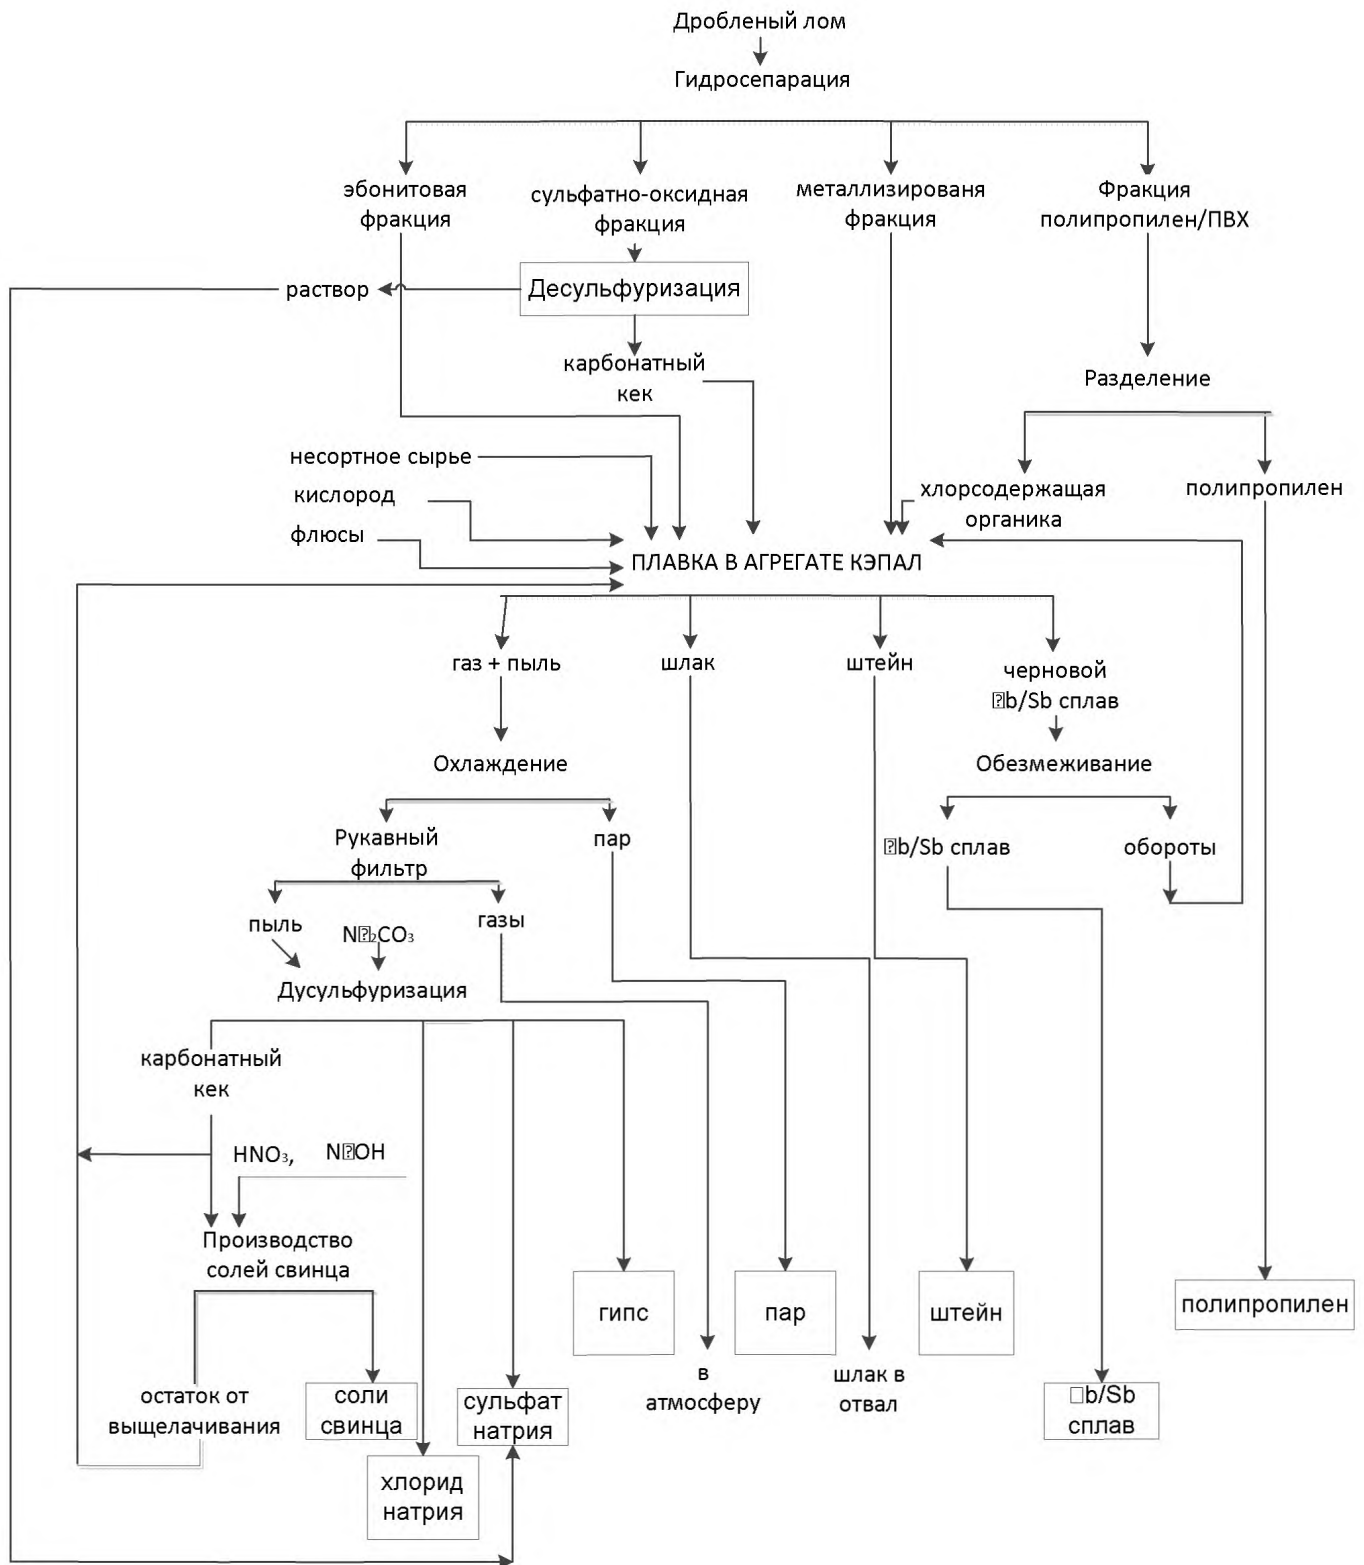 Дробленый лом
Гидросепарация
эбонитовая
фракция
сульфатно-оксидная
фракция
металлизированя
фракция
Фракция
полипропилен/ПВХ
раствор
Десульфуризация
карбонатный
кек
Разделение
несортное сырье
кислород
флюсы
хлорсодержащая
органика
полипропилен
ПЛАВКА В АГРЕГАТЕ КЭПАЛ
газ + пыль
шлак
штейн
черновой
�b/Sb сплав
Охлаждение
Обезмеживание
Рукавный
фильтр
пар
�b/Sb сплав
обороты
пыль
N�₂CO₃
газы
Дусульфуризация
карбонатный
кек
HNO₃,
N�OH
Производство
солей свинца
гипс
пар
штейн
полипропилен
остаток от
выщелачивания
соли
свинца
сульфат
натрия
в
атмосферу
шлак в
отвал
□b/Sb
сплав
хлорид
натрия